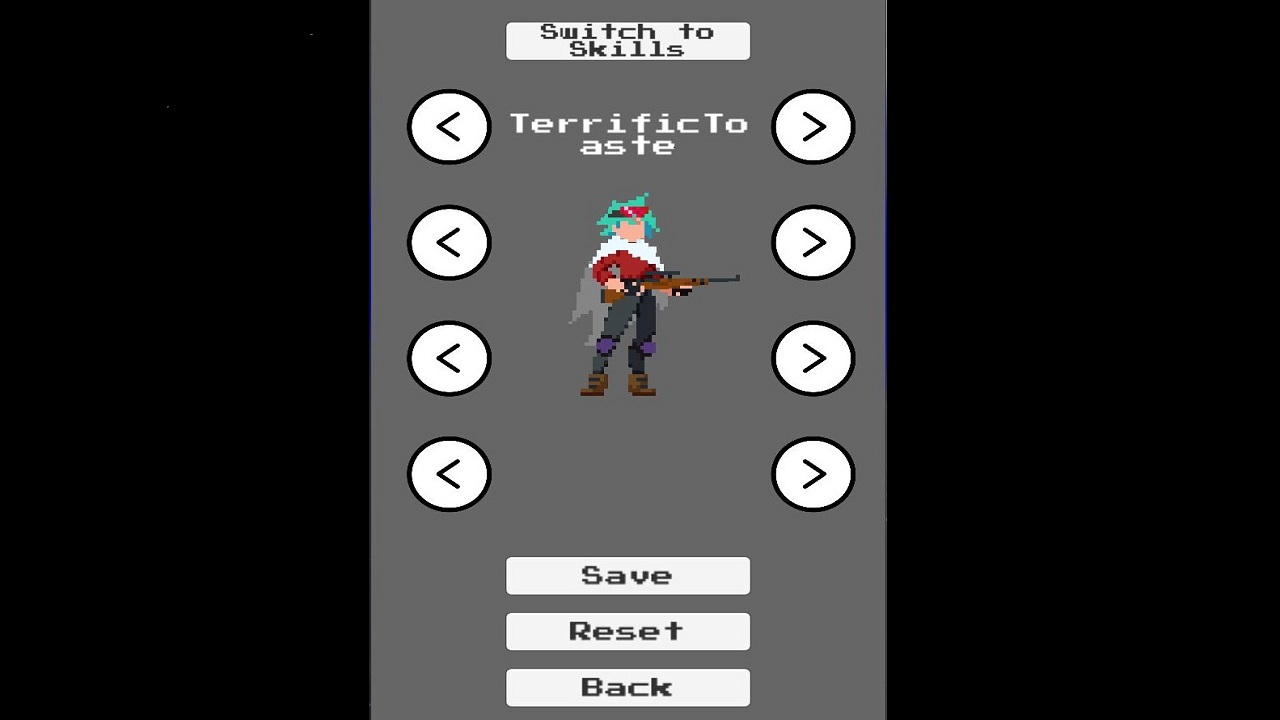 Switch to
Skills
< TerrificTo >
aste
< >
< >
< >
Save
Reset
Back